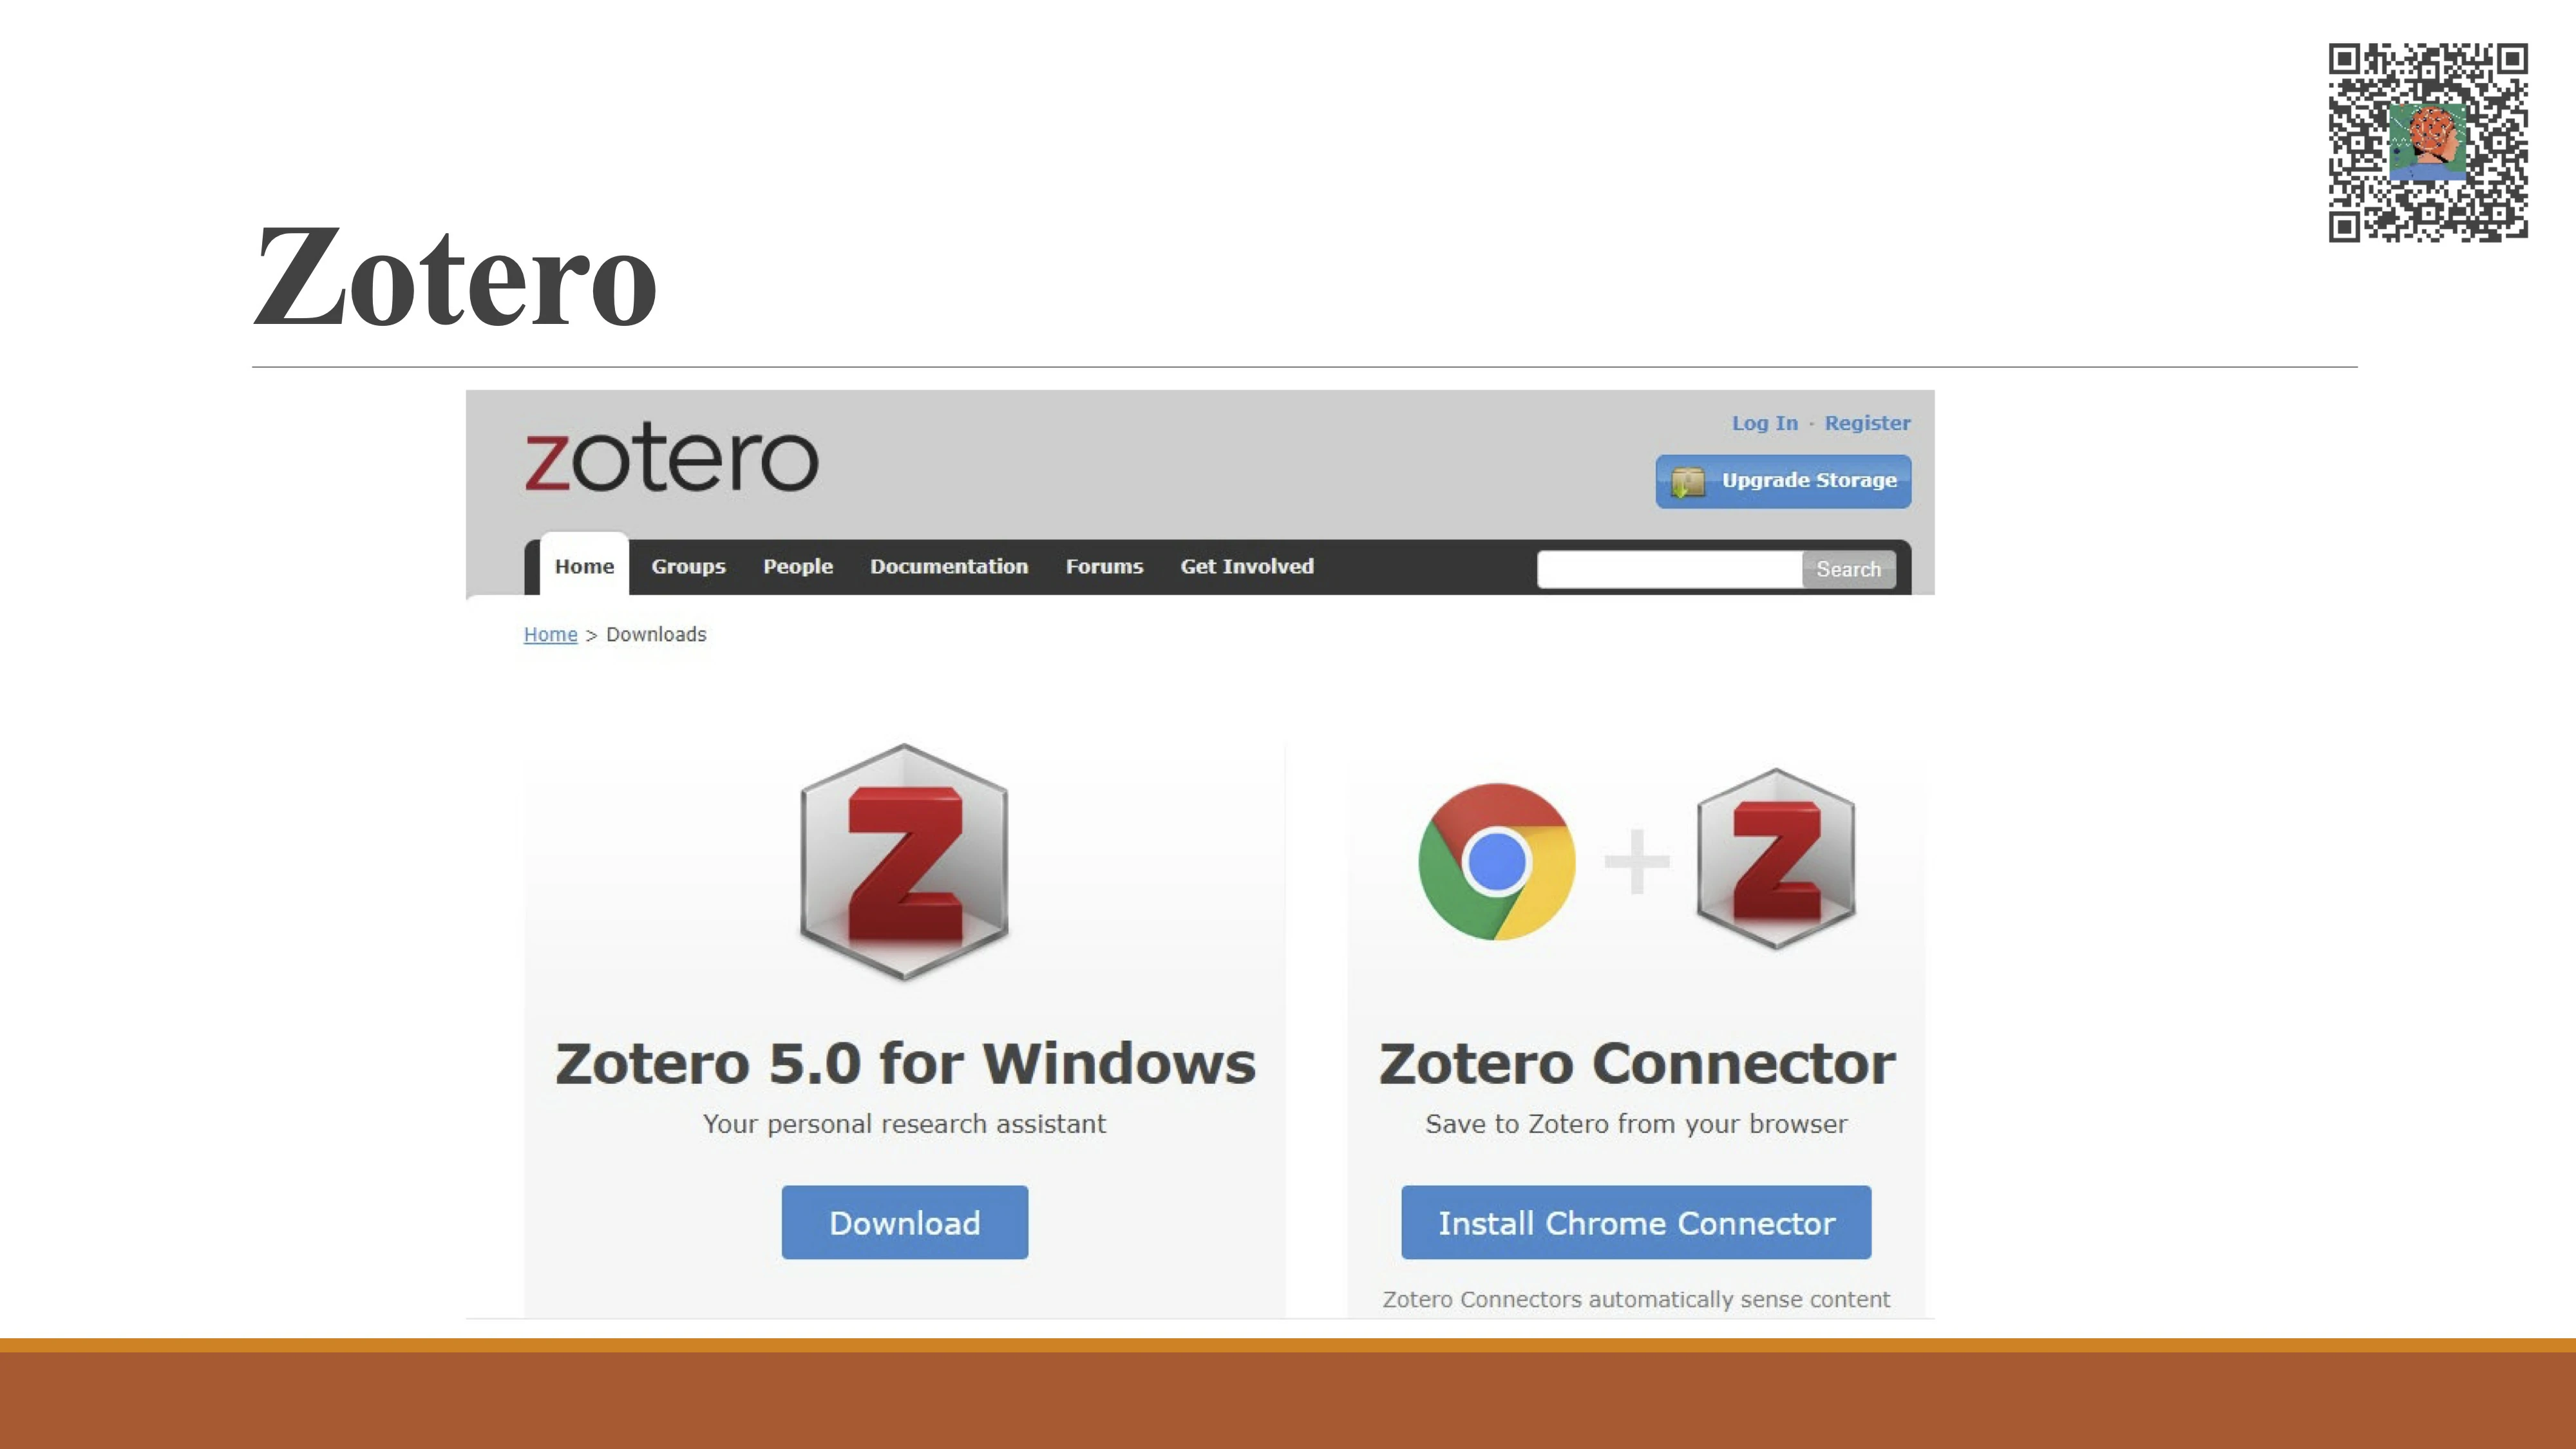 Zotero
zotero
Log In · Register
Upgrade Storage
Home Groups People Documentation Forums Get Involved
Search
Home > Downloads
Z
Z
Zotero 5.0 for Windows
Your personal research assistant
Download
Zotero Connector
Save to Zotero from your browser
Install Chrome Connector
Zotero Connectors automatically sense content